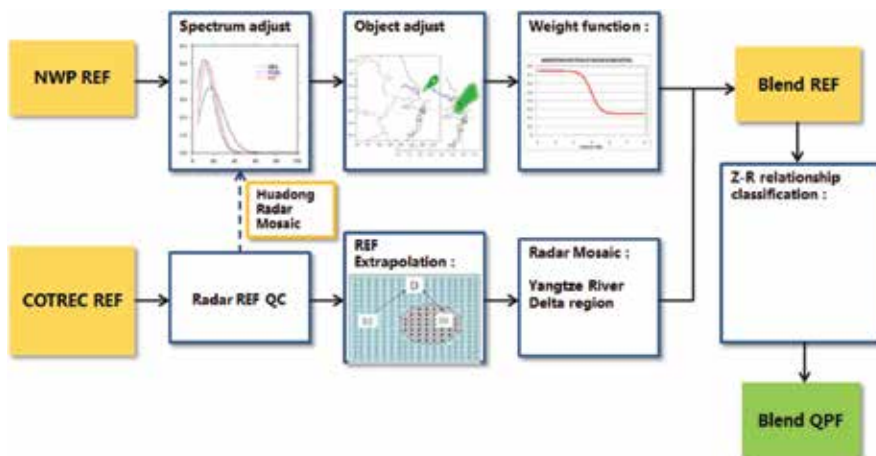 Spectrum adjust
Object adjust
Weight function :
NWP REF
Blend REF
Huadong
Radar
Mosaic
Z-R relationship
classification :
COTREC REF
Radar REF QC
REF
Extrapolation :
Radar Mosaic :
Yangtze River
Delta region
Blend QPF